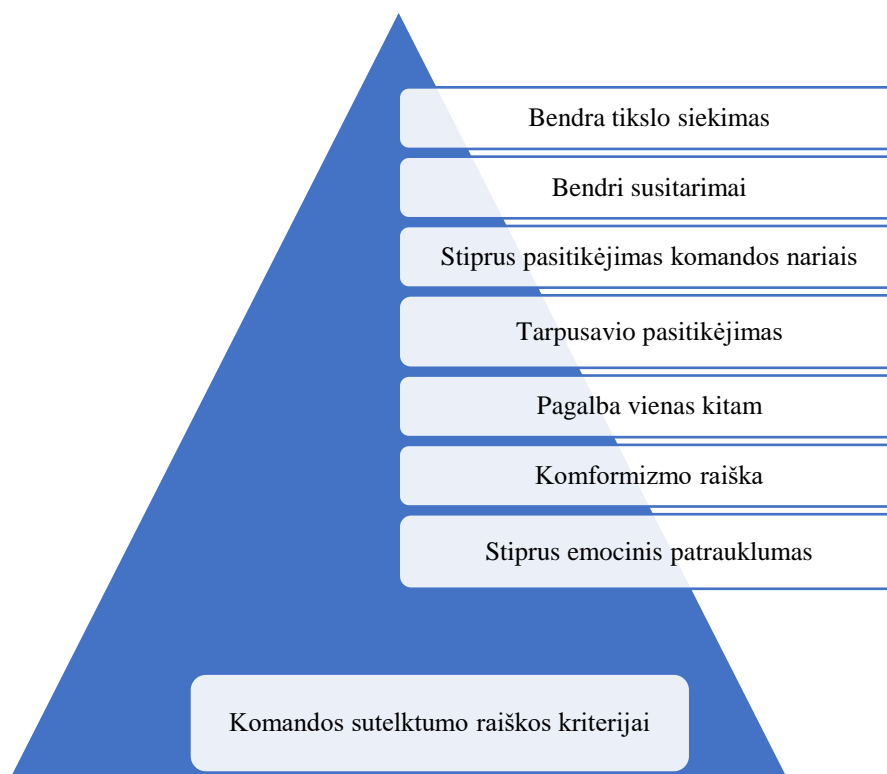 Bendra tikslo siekimas
Bendri susitarimai
Stiprus pasitikėjimas komandos nariais
Tarpusavio pasitikėjimas
Pagalba vienas kitam
Komformizmo raiška
Stiprus emocinis patrauklumas
Komandos sutelktumo raiškos kriterijai